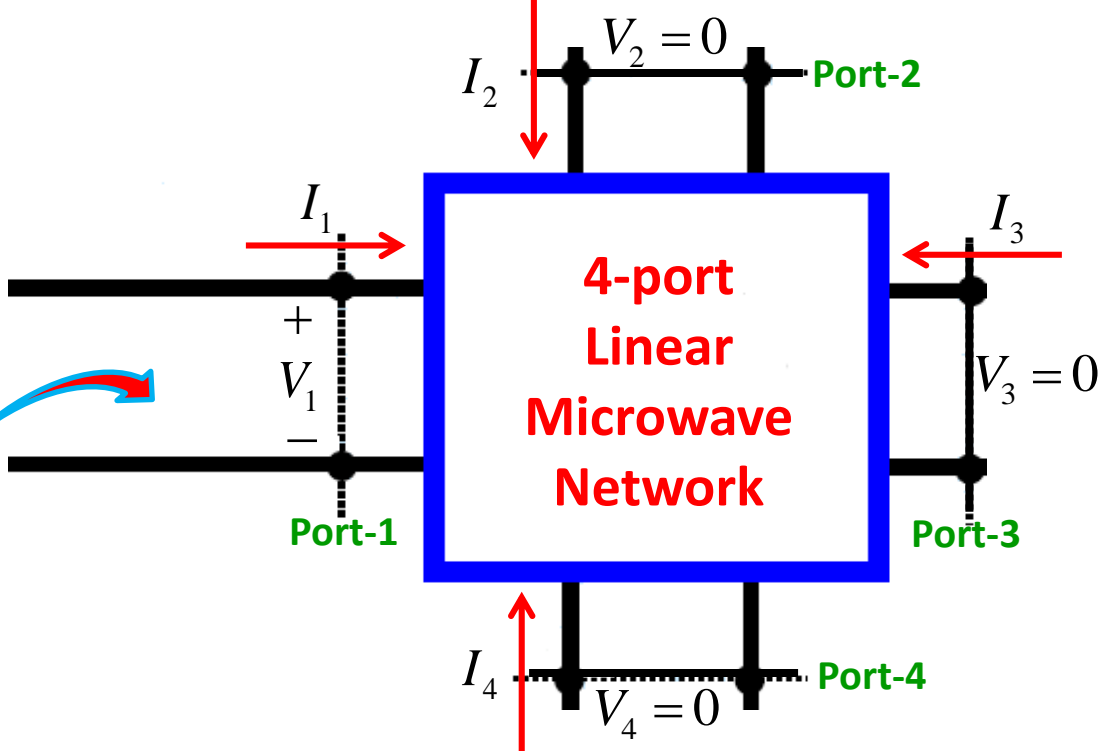 V₂ = 0
I₂
Port-2
I₁
I₃
+
V₁
−
4-port
Linear
Microwave
Network
V₃ = 0
Port-1
Port-3
I₄
Port-4
V₄ = 0